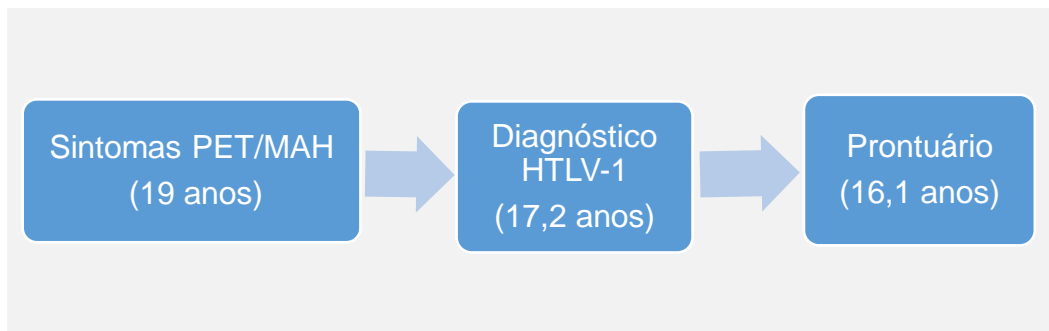 Sintomas PET/MAH
(19 anos)
Diagnóstico
HTLV-1
(17,2 anos)
Prontuário
(16,1 anos)